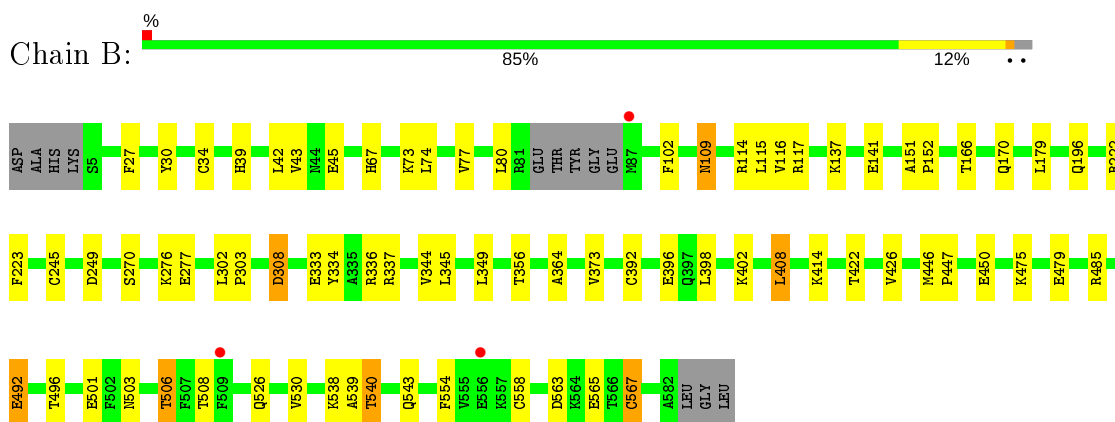 %
Chain B:
85%
12%
• •
ASP ALA HIS LYS S5 F27 Y30 C34 H39 L42 V43 N44 E45 H67 K73 L74 V77 L80 R81 GLU THR TYR GLY GLU M87 F102 N109 R114 L115 V116 R117 K137 E141 A151 P152 T166 Q170 L179 Q196 R222
F223 C245 D249 S270 K276 E277 L302 P303 D308 E333 Y334 A335 R336 R337 V344 L345 L349 T356 A364 V373 C392 E396 Q397 L398 K402 L408 K414 T422 V426 M446 P447 E450 K475 E479 R485
E492 T496 E501 F502 N503 T506 F507 T508 F509 Q526 V530 K538 A539 T540 Q543 F554 V555 E556 K557 C558 D563 K564 E565 T566 C567 A582 LEU GLY LEU